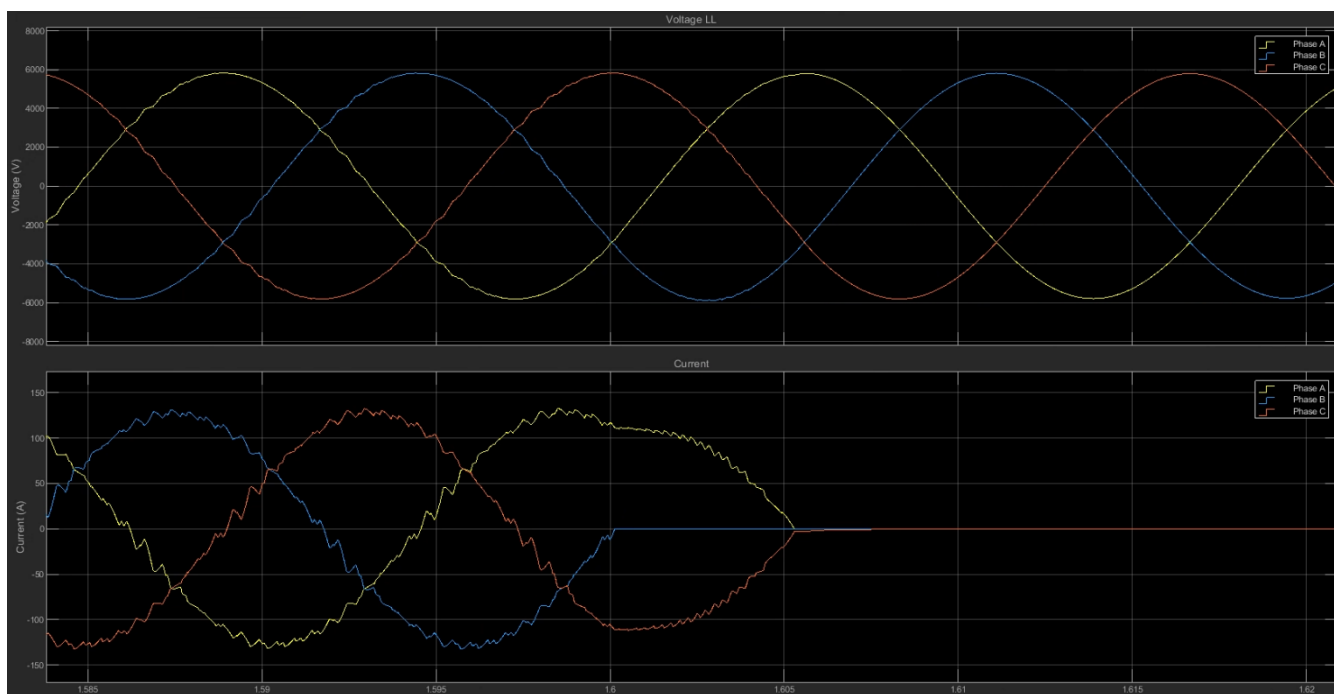 Voltage LL
8000
6000
4000
2000
0
-2000
-4000
-6000
-8000
Voltage (V)
Phase A
Phase B
Phase C
Current
150
100
50
0
-50
-100
-150
Current (A)
Phase A
Phase B
Phase C
1.585
1.59
1.595
1.6
1.605
1.61
1.615
1.62